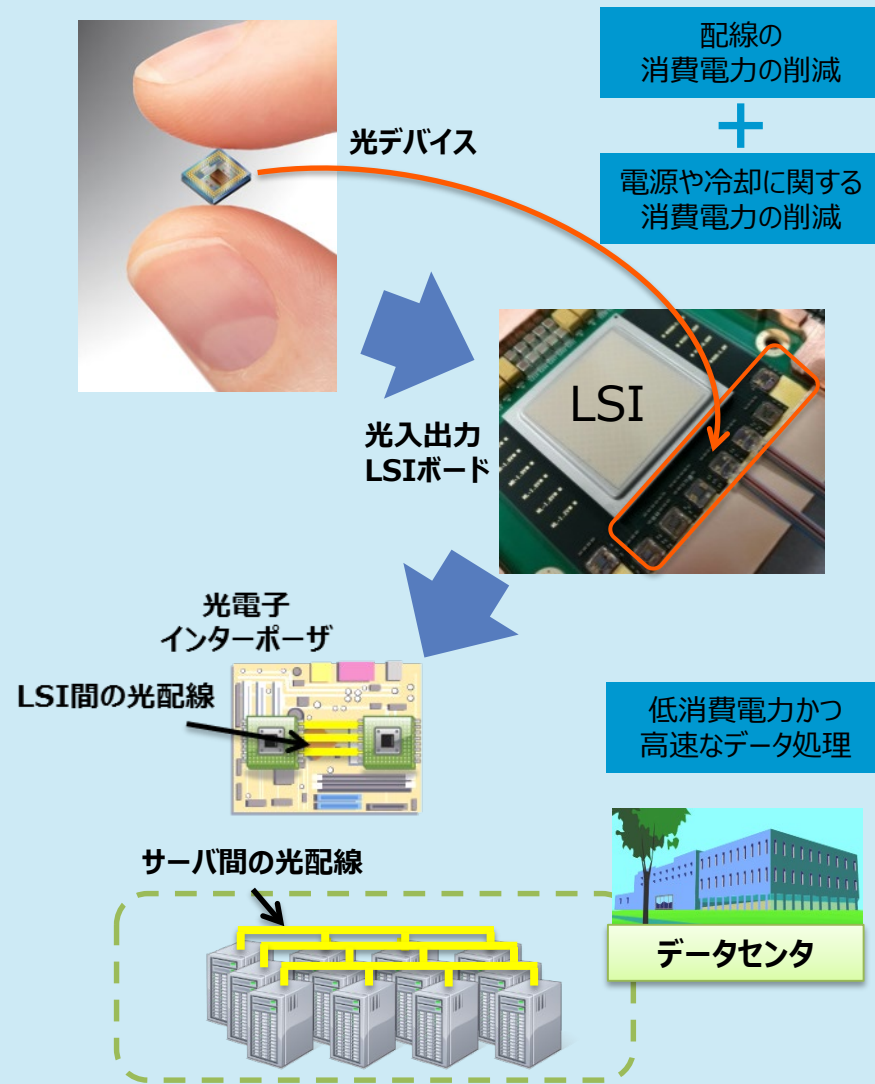 配線の
消費電力の削減
+
電源や冷却に関する
消費電力の削減
光デバイス
LSI
光入出力
LSIボード
光電子
インターポーザ
LSI間の光配線
低消費電力かつ
高速なデータ処理
サーバ間の光配線
データセンタ